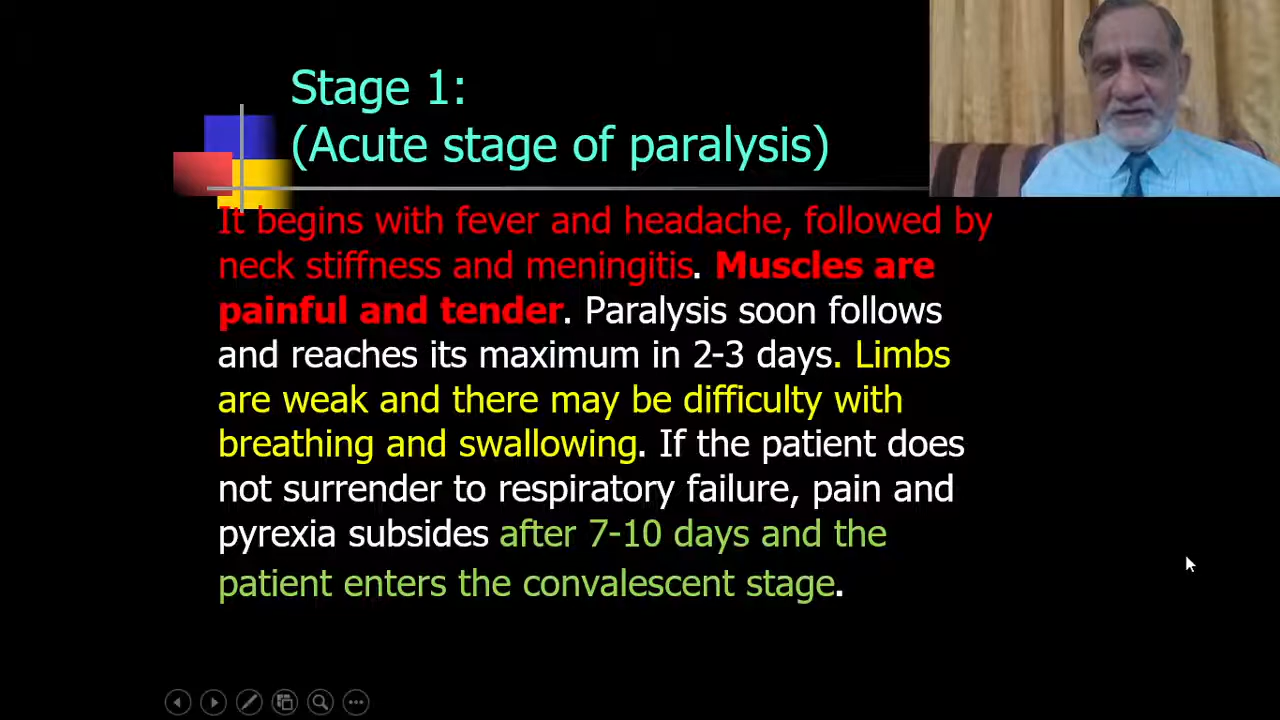 Stage 1:
(Acute stage of paralysis)
It begins with fever and headache, followed by
neck stiffness and meningitis. Muscles are
painful and tender. Paralysis soon follows
and reaches its maximum in 2-3 days. Limbs
are weak and there may be difficulty with
breathing and swallowing. If the patient does
not surrender to respiratory failure, pain and
pyrexia subsides after 7-10 days and the
patient enters the convalescent stage.